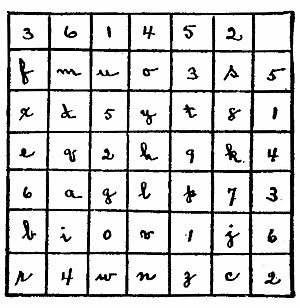 3 6 1 4 5 2
f m u o 3 s 5
x d 5 y t 8 1
e q 2 h 9 k 4
6 a g l p 7 3
b i 0 v 1 j 6
r 4 w n z c 2